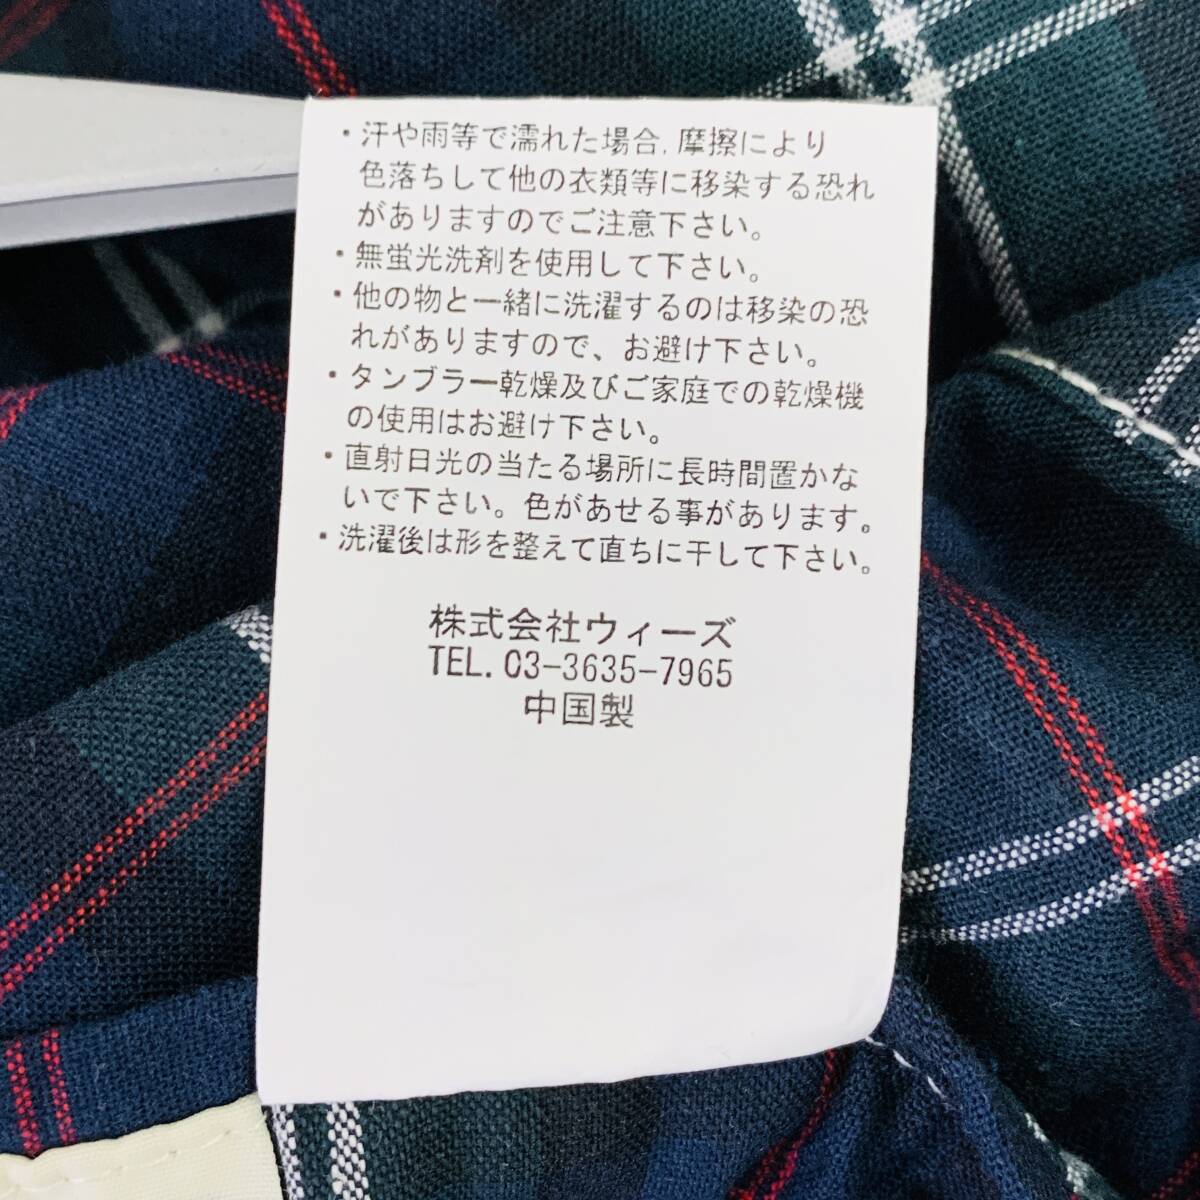 ・汗や雨等で濡れた場合,摩擦により
色落ちして他の衣類等に移染する恐れ
がありますのでご注意下さい。
・無蛍光洗剤を使用して下さい。
・他の物と一緒に洗濯するのは移染の恐
れがありますので、お避け下さい。
・タンブラー乾燥及びご家庭での乾燥機
の使用はお避け下さい。
・直射日光の当たる場所に長時間置かな
いで下さい。色があせる事があります。
・洗濯後は形を整えて直ちに干して下さい。
株式会社ウィーズ
TEL. 03-3635-7965
中国製